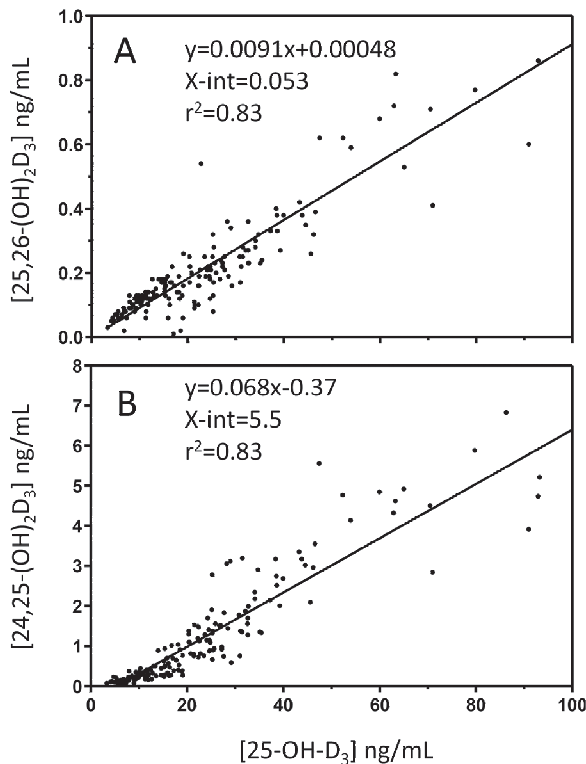 A
y=0.0091x+0.00048
X-int=0.053
r²=0.83
[25,26-(OH)₂D₃] ng/mL
1.0
0.8
0.6
0.4
0.2
0.0
B
y=0.068x-0.37
X-int=5.5
r²=0.83
[24,25-(OH)₂D₃] ng/mL
8
7
6
5
4
3
2
1
0
0 20 40 60 80 100
[25-OH-D₃] ng/mL